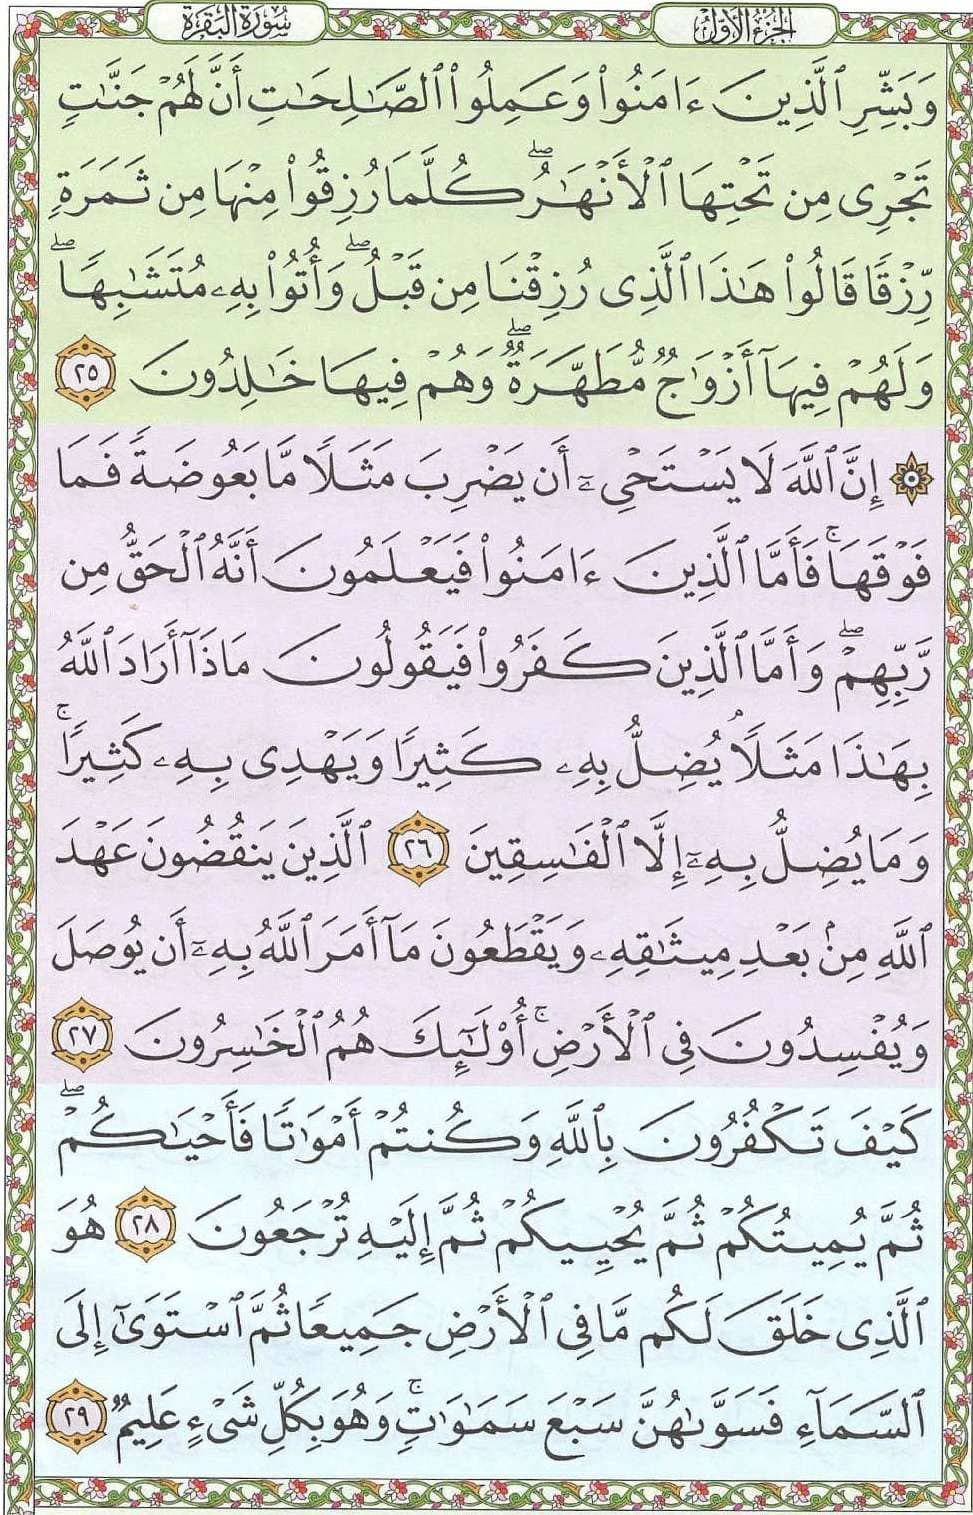 الجزء الأول
سورة البقرة
وَبَشِّرِ ٱلَّذِينَ ءَامَنُوا۟ وَعَمِلُوا۟ ٱلصَّـٰلِحَـٰتِ أَنَّ لَهُمْ جَنَّـٰتٍ
تَجْرِى مِن تَحْتِهَا ٱلْأَنْهَـٰرُ ۖ كُلَّمَا رُزِقُوا۟ مِنْهَا مِن ثَمَرَةٍ
رِّزْقًا قَالُوا۟ هَـٰذَا ٱلَّذِى رُزِقْنَا مِن قَبْلُ ۖ وَأُتُوا۟ بِهِۦ مُتَشَـٰبِهًا ۖ
وَلَهُمْ فِيهَآ أَزْوَٰجٌ مُّطَهَّرَةٌ ۖ وَهُمْ فِيهَا خَـٰلِدُونَ ٢٥
۞ إِنَّ ٱللَّهَ لَا يَسْتَحْىِۦٓ أَن يَضْرِبَ مَثَلًا مَّا بَعُوضَةً فَمَا
فَوْقَهَا ۚ فَأَمَّا ٱلَّذِينَ ءَامَنُوا۟ فَيَعْلَمُونَ أَنَّهُ ٱلْحَقُّ مِن
رَّبِّهِمْ ۖ وَأَمَّا ٱلَّذِينَ كَفَرُوا۟ فَيَقُولُونَ مَاذَآ أَرَادَ ٱللَّهُ
بِهَـٰذَا مَثَلًا ۘ يُضِلُّ بِهِۦ كَثِيرًا وَيَهْدِى بِهِۦ كَثِيرًا ۚ
وَمَا يُضِلُّ بِهِۦٓ إِلَّا ٱلْفَـٰسِقِينَ ٢٦ ٱلَّذِينَ يَنقُضُونَ عَهْدَ
ٱللَّهِ مِنۢ بَعْدِ مِيثَـٰقِهِۦ وَيَقْطَعُونَ مَآ أَمَرَ ٱللَّهُ بِهِۦٓ أَن يُوصَلَ
وَيُفْسِدُونَ فِى ٱلْأَرْضِ ۚ أُو۟لَـٰٓئِكَ هُمُ ٱلْخَـٰسِرُونَ ٢٧
كَيْفَ تَكْفُرُونَ بِٱللَّهِ وَكُنتُمْ أَمْوَٰتًا فَأَحْيَـٰكُمْ ۖ
ثُمَّ يُمِيتُكُمْ ثُمَّ يُحْيِيكُمْ ثُمَّ إِلَيْهِ تُرْجَعُونَ ٢٨ هُوَ
ٱلَّذِى خَلَقَ لَكُم مَّا فِى ٱلْأَرْضِ جَمِيعًا ثُمَّ ٱسْتَوَىٰٓ إِلَى
ٱلسَّمَآءِ فَسَوَّىٰهُنَّ سَبْعَ سَمَـٰوَٰتٍ ۚ وَهُوَ بِكُلِّ شَىْءٍ عَلِيمٌ ٢٩